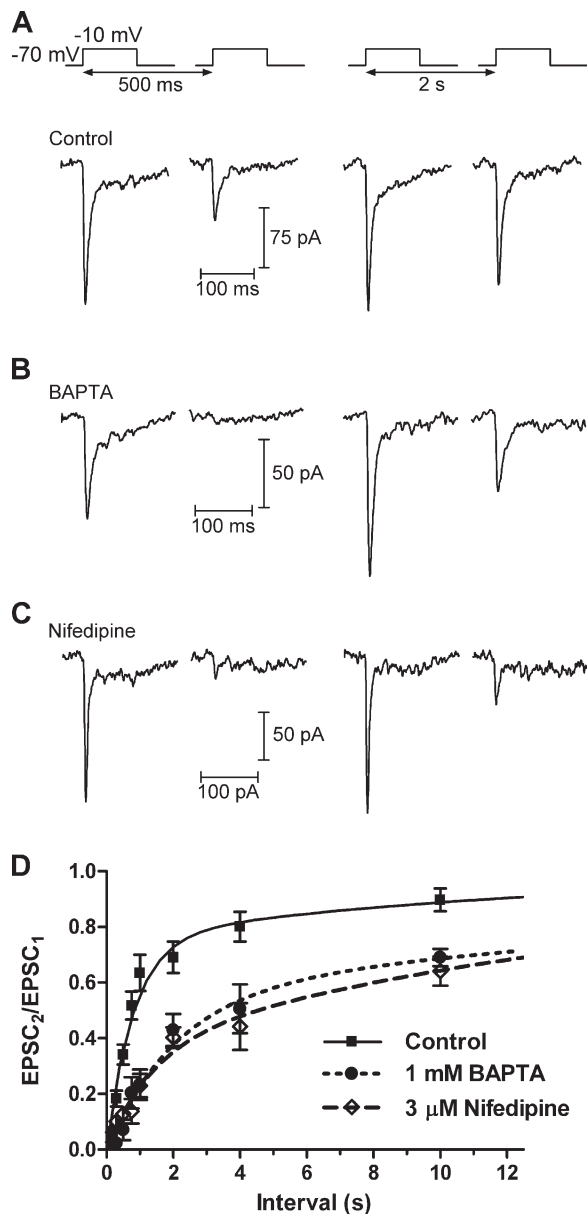 A
-10 mV
-70 mV
500 ms
2 s
Control
75 pA
100 ms
B
BAPTA
50 pA
100 ms
C
Nifedipine
50 pA
100 pA
D
EPSC2/EPSC1
1.0
0.8
0.6
0.4
0.2
0.0
Control
1 mM BAPTA
3 μM Nifedipine
0 2 4 6 8 10 12
Interval (s)